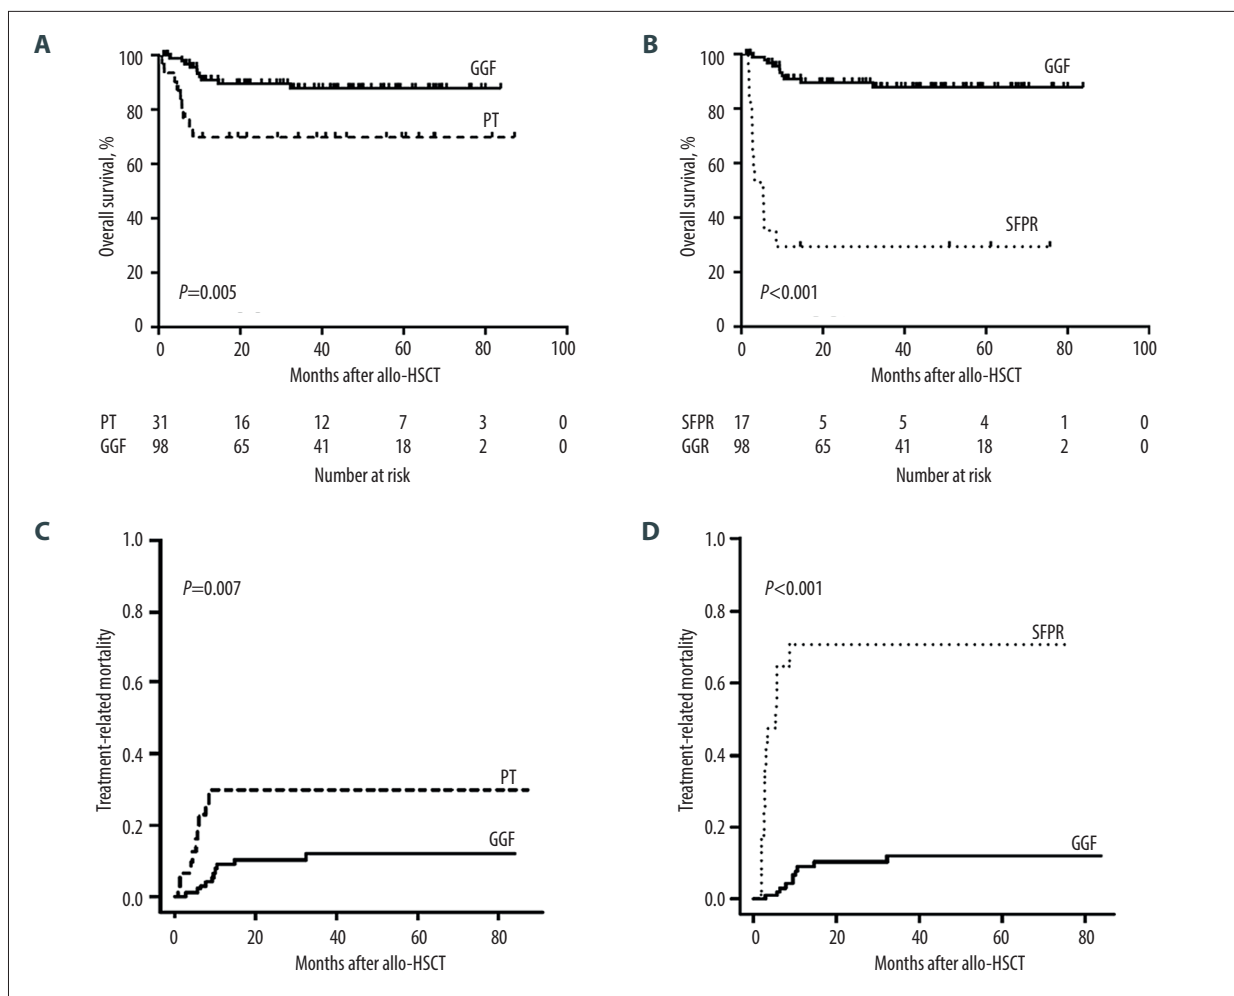 A
100
80
60
40
20
0
Overall survival, %
GGF
PT
P=0.005
0 20 40 60 80 100
Months after allo-HSCT
PT 31 16 12 7 3 0
GGF 98 65 41 18 2 0
Number at risk
B
100
80
60
40
20
0
Overall survival, %
GGF
SFPR
P<0.001
0 20 40 60 80 100
Months after allo-HSCT
SFPR 17 5 5 4 1 0
GGR 98 65 41 18 2 0
Number at risk
C
1.0
0.8
0.6
0.4
0.2
0.0
Treatment-related mortality
P=0.007
PT
GGF
0 20 40 60 80
Months after allo-HSCT
D
1.0
0.8
0.6
0.4
0.2
0.0
Treatment-related mortality
P<0.001
SFPR
GGF
0 20 40 60 80
Months after allo-HSCT